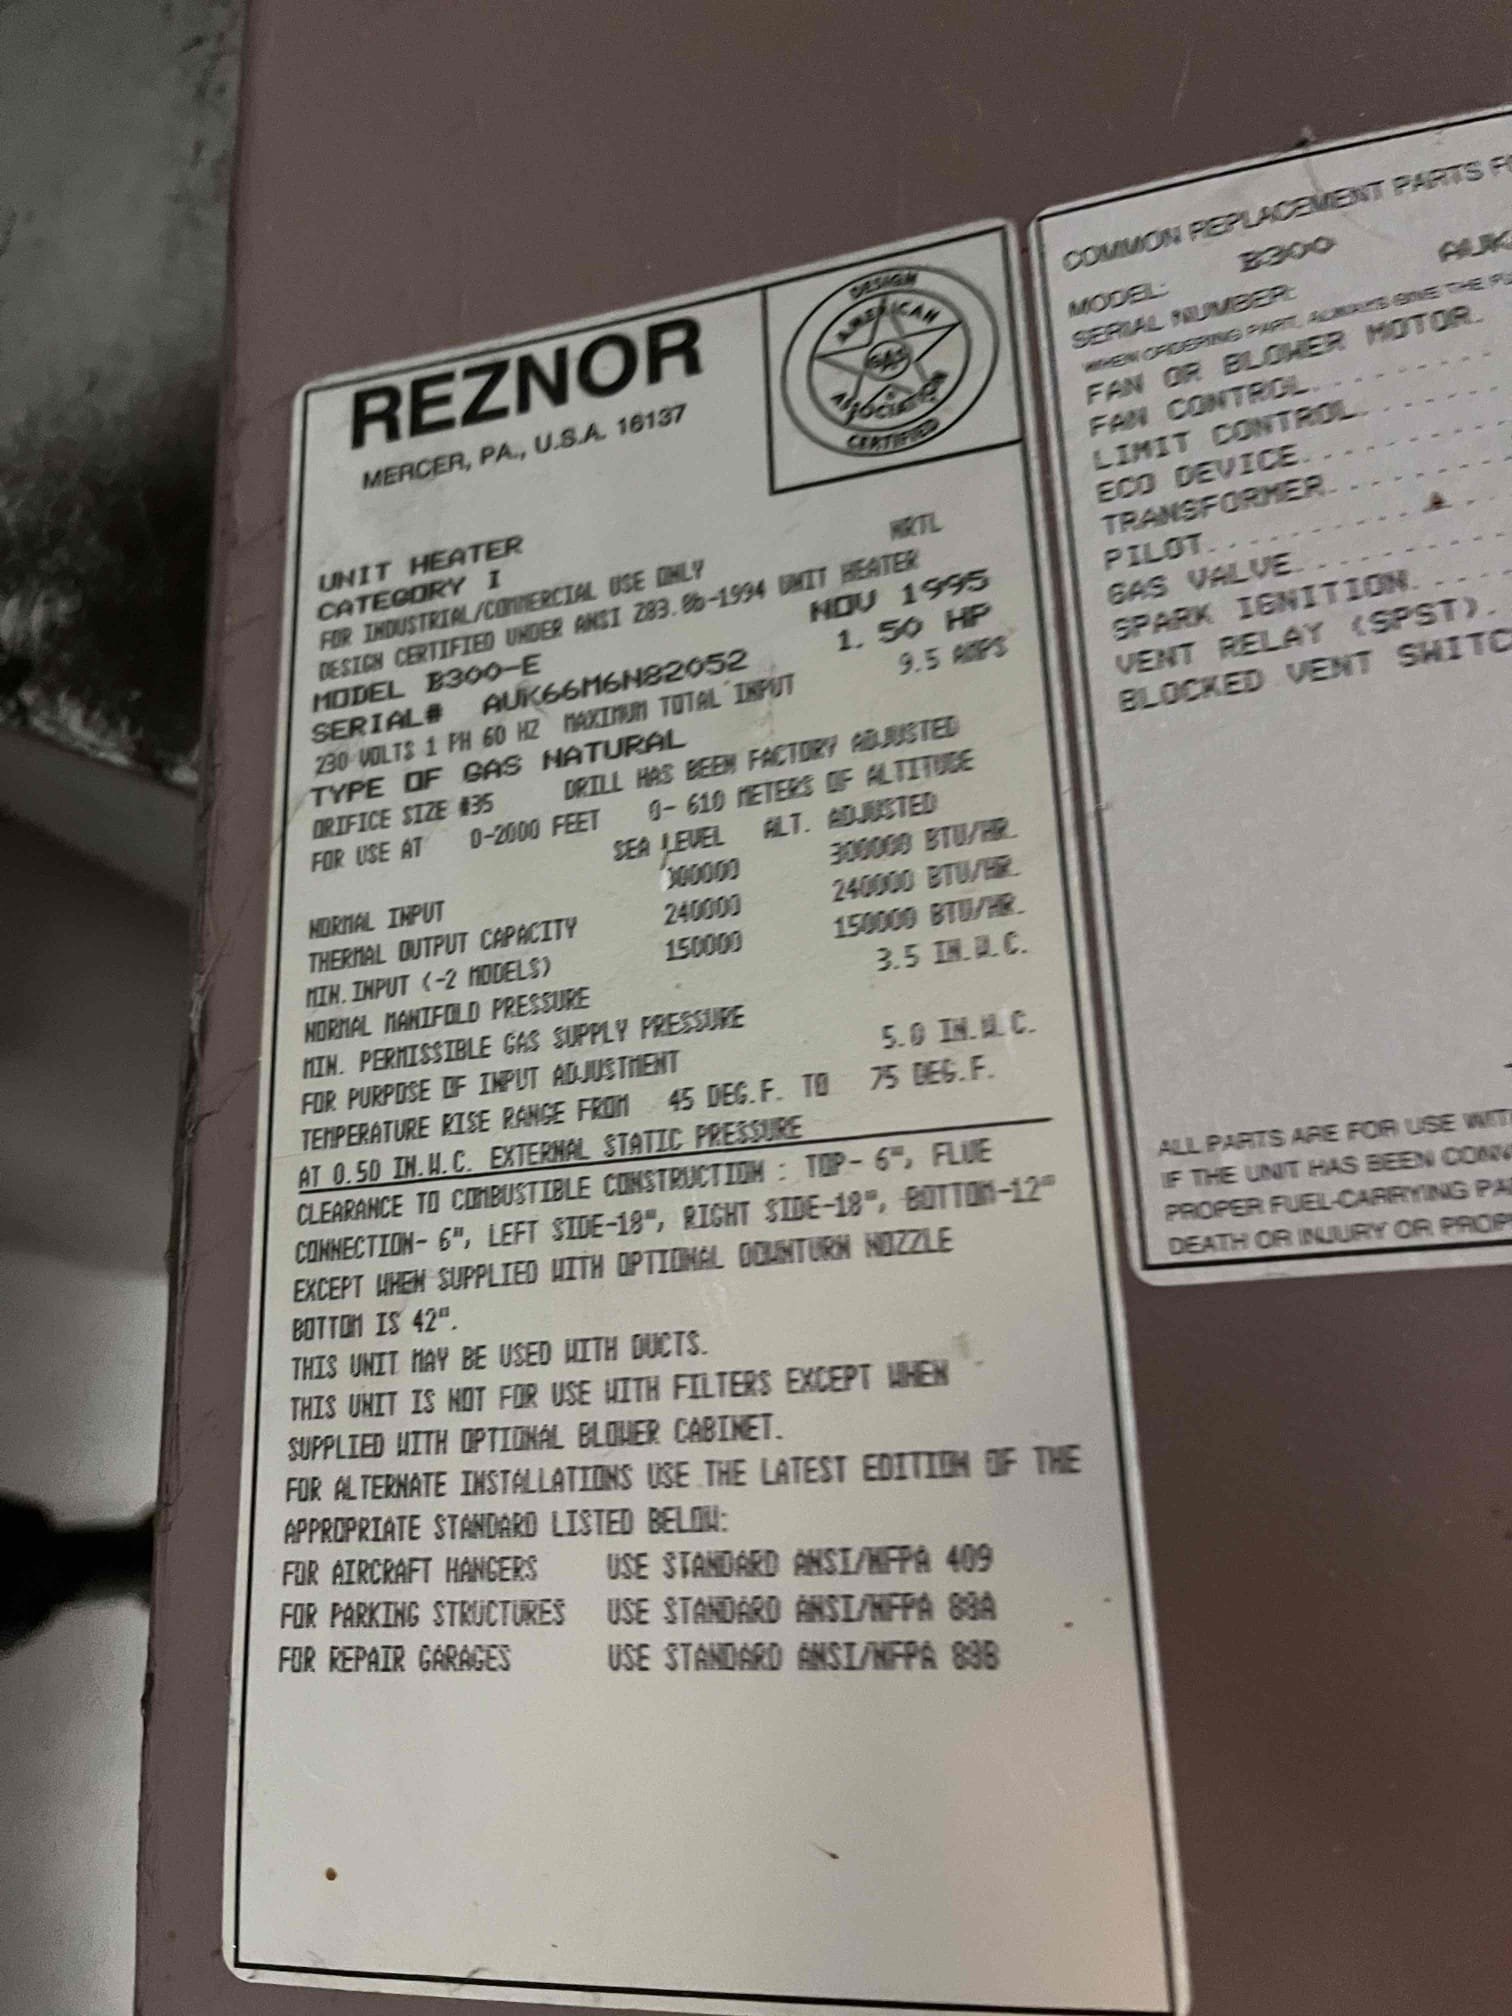 REZNOR
MERCER, PA., U.S.A. 16137
DESIGN
AMERICAN
GAS
ASSOCIATION
CERTIFIED
NRTL
UNIT HEATER
CATEGORY I
FOR INDUSTRIAL/COMMERCIAL USE ONLY
DESIGN CERTIFIED UNDER ANSI Z83.8b-1994 UNIT HEATER
MODEL B300-E NOV 1995
SERIAL# AUK66M6N82052 1.50 HP
230 VOLTS 1 PH 60 HZ MAXIMUM TOTAL INPUT 9.5 AMPS
TYPE OF GAS NATURAL
ORIFICE SIZE #35 DRILL HAS BEEN FACTORY ADJUSTED
FOR USE AT 0-2000 FEET 0- 610 METERS OF ALTITUDE
SEA LEVEL ALT. ADJUSTED
NORMAL INPUT 300000 300000 BTU/HR.
THERMAL OUTPUT CAPACITY 240000 240000 BTU/HR.
MIN. INPUT (-2 MODELS) 150000 150000 BTU/HR.
NORMAL MANIFOLD PRESSURE 3.5 IN.W.C.
MIN. PERMISSIBLE GAS SUPPLY PRESSURE
FOR PURPOSE OF INPUT ADJUSTMENT 5.0 IN.W.C.
TEMPERATURE RISE RANGE FROM 45 DEG.F. TO 75 DEG.F.
AT 0.50 IN.W.C. EXTERNAL STATIC PRESSURE
CLEARANCE TO COMBUSTIBLE CONSTRUCTION : TOP- 6", FLUE
CONNECTION- 6", LEFT SIDE-18", RIGHT SIDE-18", BOTTOM-12"
EXCEPT WHEN SUPPLIED WITH OPTIONAL DOWNTURN NOZZLE
BOTTOM IS 42".
THIS UNIT MAY BE USED WITH DUCTS.
THIS UNIT IS NOT FOR USE WITH FILTERS EXCEPT WHEN
SUPPLIED WITH OPTIONAL BLOWER CABINET.
FOR ALTERNATE INSTALLATIONS USE THE LATEST EDITION OF THE
APPROPRIATE STANDARD LISTED BELOW:
FOR AIRCRAFT HANGERS USE STANDARD ANSI/NFPA 409
FOR PARKING STRUCTURES USE STANDARD ANSI/NFPA 88A
FOR REPAIR GARAGES USE STANDARD ANSI/NFPA 88B
COMMON REPLACEMENT PARTS
MODEL: B300
SERIAL NUMBER: AUK
WHEN ORDERING PART, ALWAYS GIVE THE
FAN OR BLOWER MOTOR.
FAN CONTROL
LIMIT CONTROL
ECO DEVICE
TRANSFORMER
PILOT
GAS VALVE
SPARK IGNITION
VENT RELAY (SPST)
BLOCKED VENT SWITC
ALL PARTS ARE FOR USE WIT
IF THE UNIT HAS BEEN CONV
PROPER FUEL-CARRYING PA
DEATH OR INJURY OR PROP